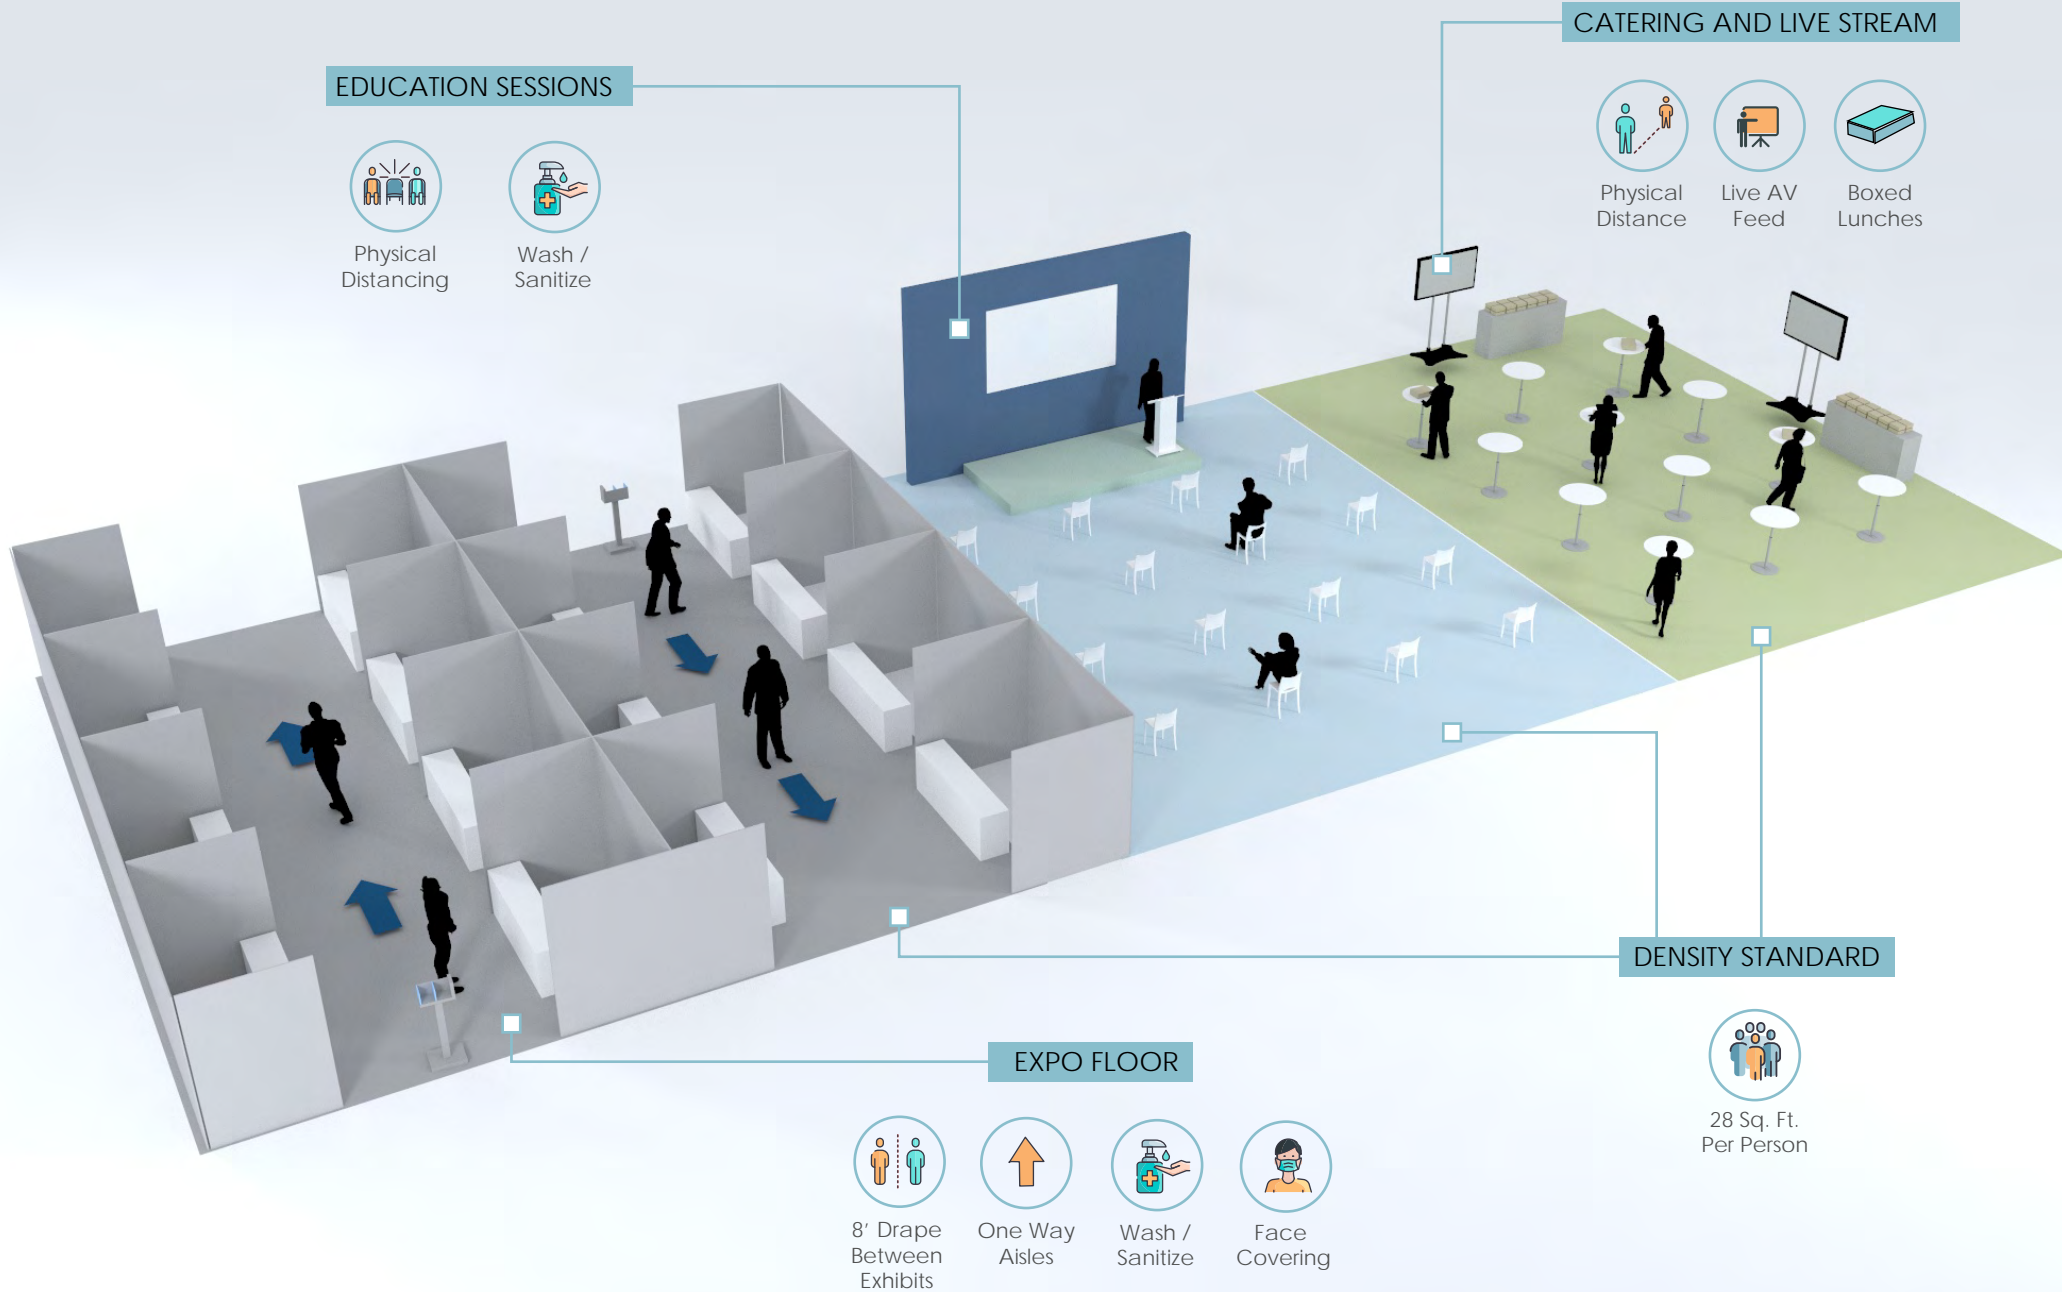 CATERING AND LIVE STREAM
Physical
Distance
Live AV
Feed
Boxed
Lunches
EDUCATION SESSIONS
Physical
Distancing
Wash /
Sanitize
DENSITY STANDARD
28 Sq. Ft.
Per Person
EXPO FLOOR
8' Drape
Between
Exhibits
One Way
Aisles
Wash /
Sanitize
Face
Covering